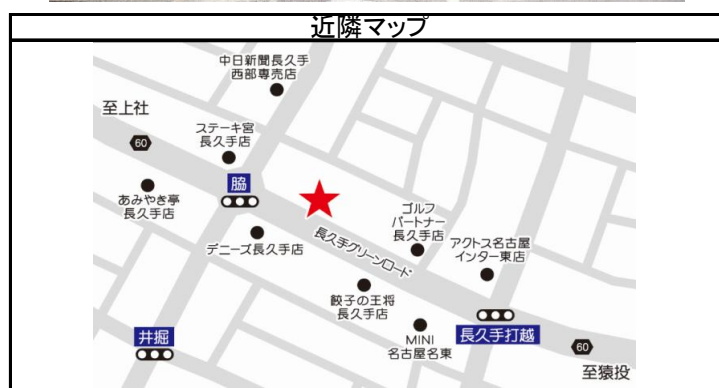 近隣マップ
中日新聞長久手
西部専売店
至上社
60
ステーキ宮
長久手店
あみやき亭
長久手店
脇
デニーズ長久手店
長久手グリーンロード
ゴルフ
パートナー
長久手店
アクトス名古屋
インター東店
餃子の王将
長久手店
MINI
名古屋名東
長久手打越
井掘
60
至猿投